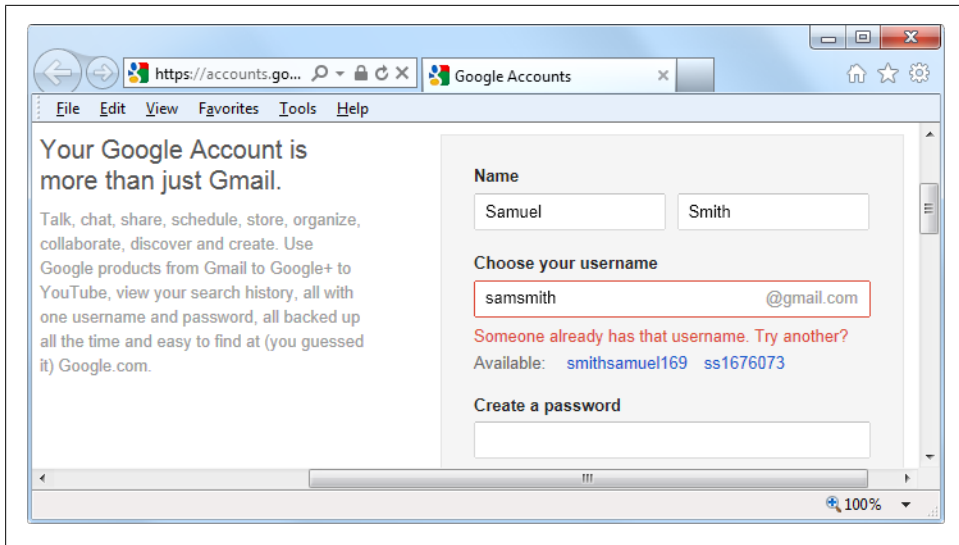 https://accounts.go...
Google Accounts
File Edit View Favorites Tools Help
Your Google Account is
more than just Gmail.
Talk, chat, share, schedule, store, organize,
collaborate, discover and create. Use
Google products from Gmail to Google+ to
YouTube, view your search history, all with
one username and password, all backed up
all the time and easy to find at (you guessed
it) Google.com.
Name
Samuel Smith
Choose your username
samsmith @gmail.com
Someone already has that username. Try another?
Available: smithsamuel169 ss1676073
Create a password
100%